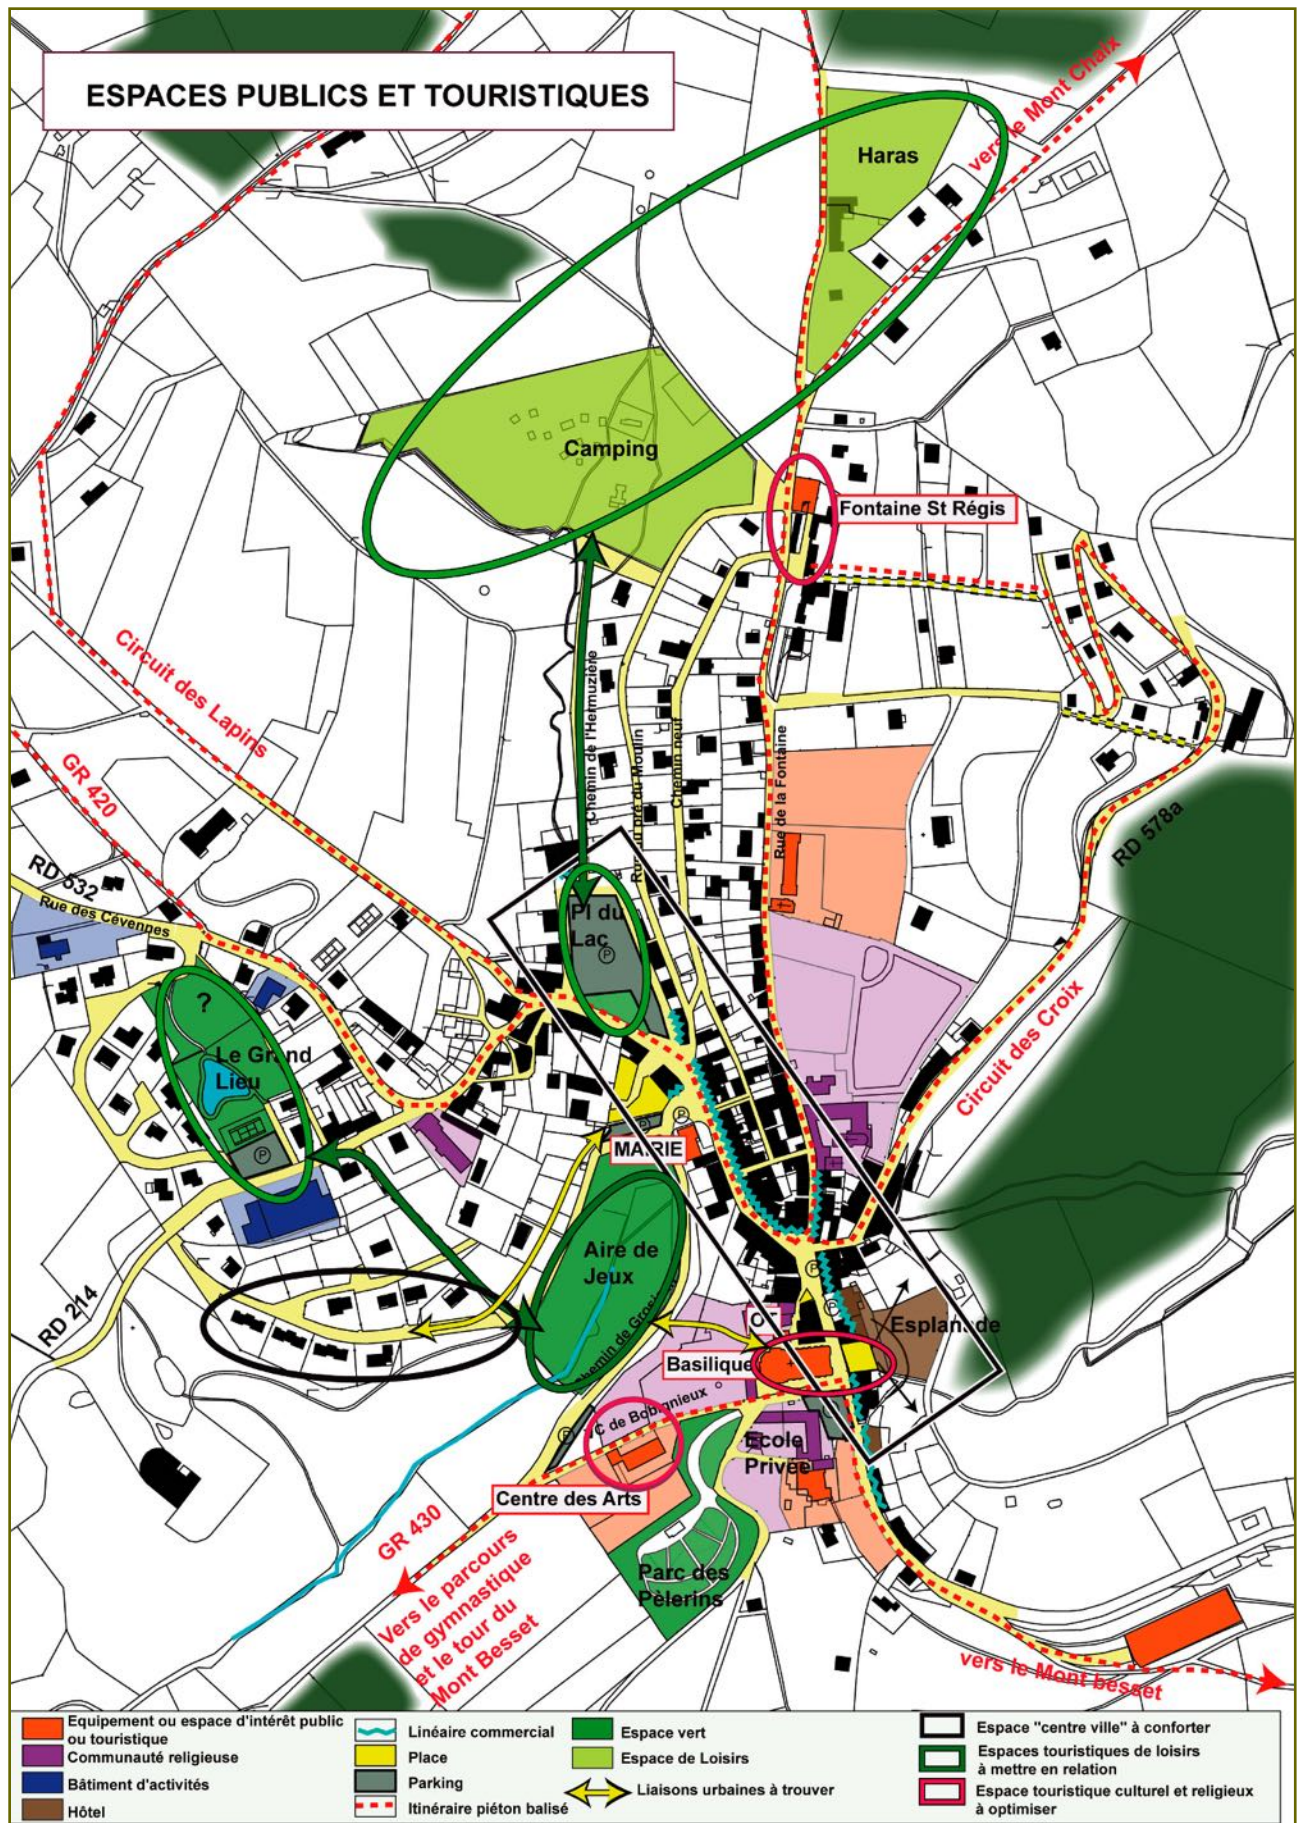 ESPACES PUBLICS ET TOURISTIQUES
vers le Mont Chaix
Haras
Camping
Fontaine St Régis
Circuit des Lapins
GR 420
Chemin de l'Hermuzière
pré du Moulin
Chemin neuf
Rue de la Fontaine
RD 578a
RD 532
Rue des Cévennes
Pl du
Lac
P
?
Le Grand
Lieu
P
Circuit des Croix
P
P
MAIRIE
Aire de
Jeux
Chemin de
RD 214
P
P
Esplanade
Basilique
de Bobignieux
P
Ecole
Privée
Centre des Arts
GR 430
Vers le parcours
de gymnastique
et le tour du
Mont Besset
Parc des
Pèlerins
vers le Mont besset
Equipement ou espace d'intérêt public
ou touristique
Communauté religieuse
Bâtiment d'activités
Hôtel
Linéaire commercial
Place
Parking
Itinéraire piéton balisé
Espace vert
Espace de Loisirs
Liaisons urbaines à trouver
Espace "centre ville" à conforter
Espaces touristiques de loisirs
à mettre en relation
Espace touristique culturel et religieux
à optimiser